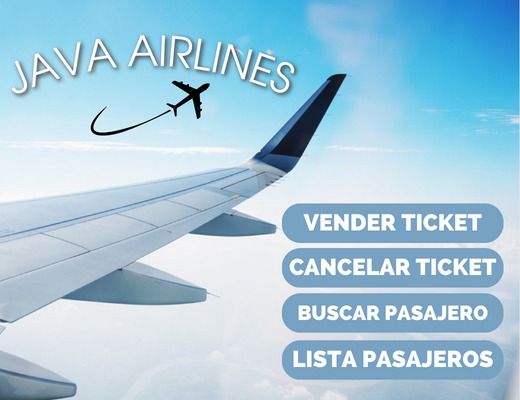 JAVA AIRLINES
VENDER TICKET
CANCELAR TICKET
BUSCAR PASAJERO
LISTA PASAJEROS